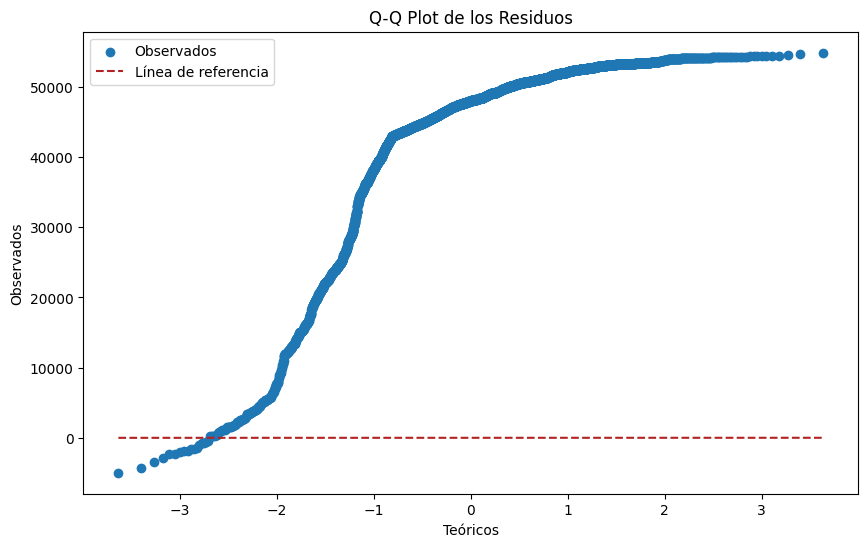 Q-Q Plot de los Residuos
Observados
Línea de referencia
50000
40000
30000
20000
10000
0
Observados
−3
−2
−1
0
1
2
3
Teóricos